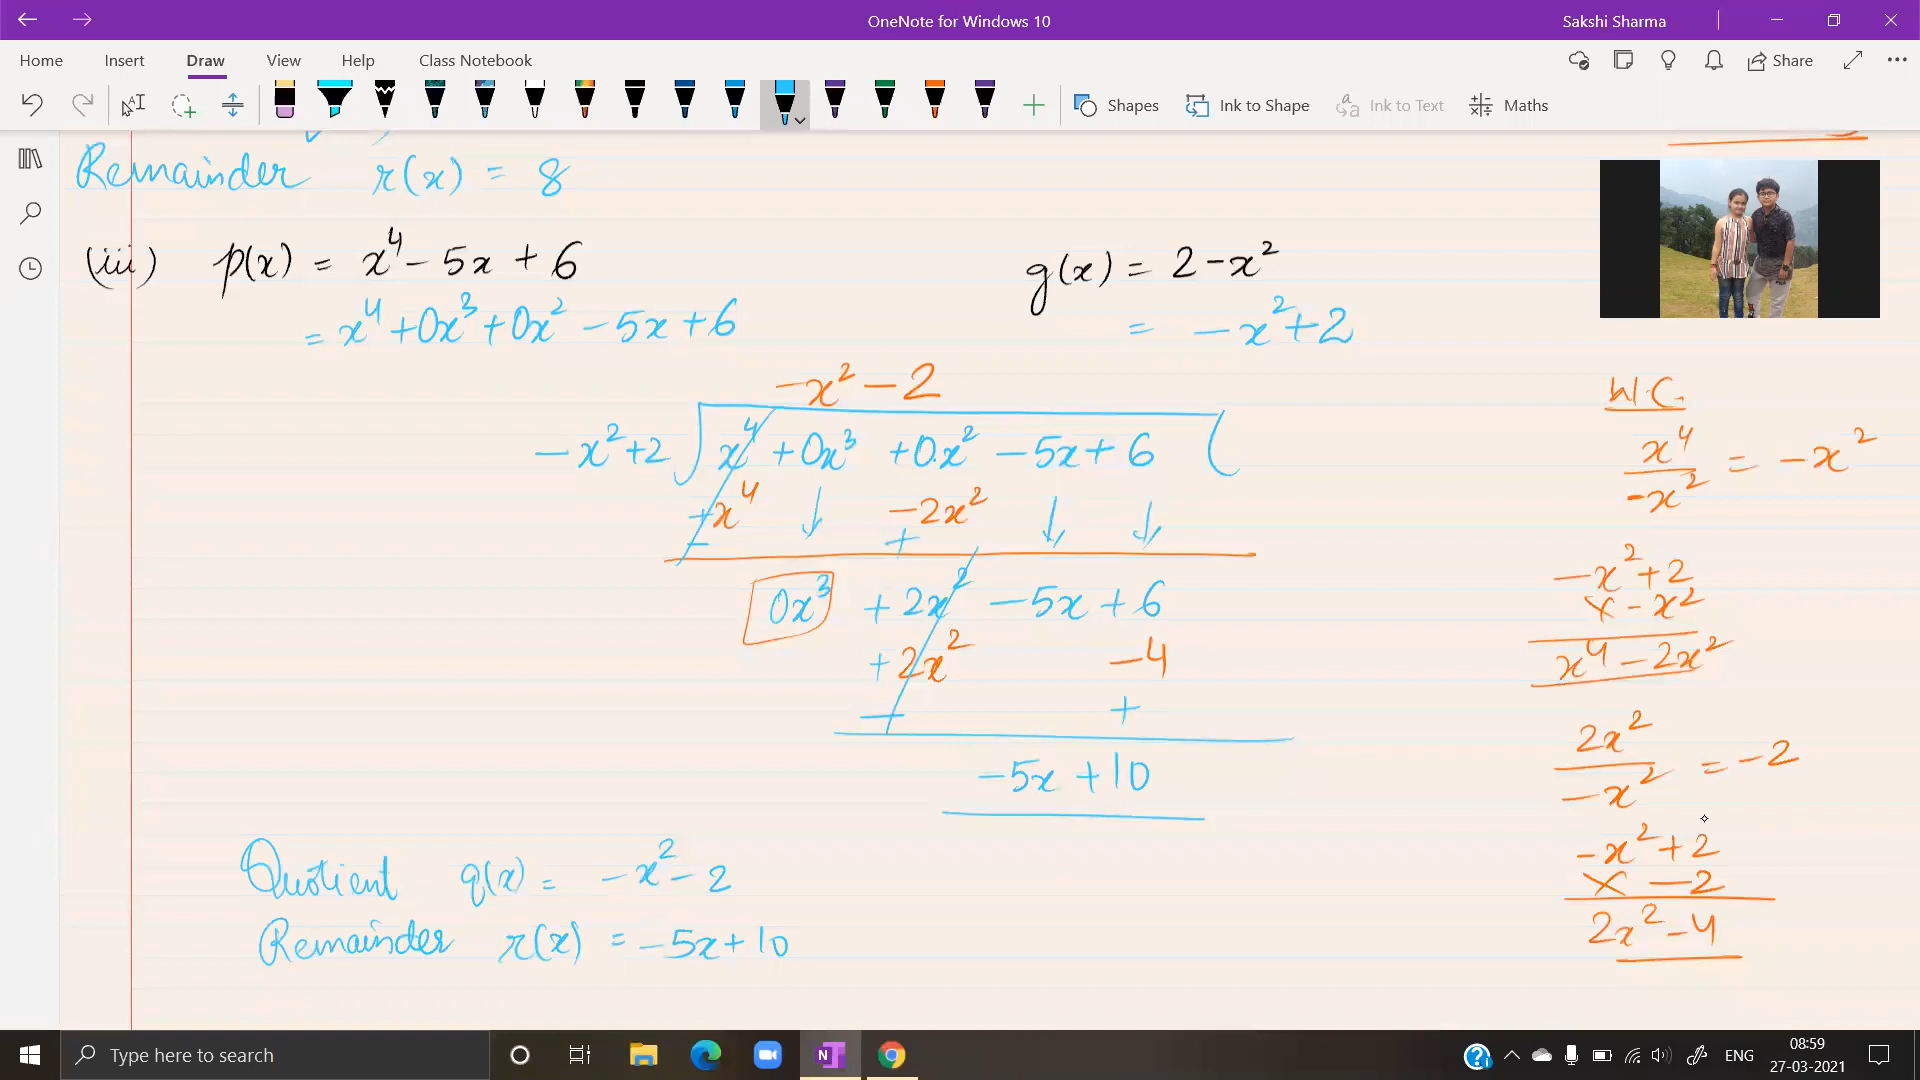 OneNote for Windows 10
Sakshi Sharma
Home Insert Draw View Help Class Notebook
Share
Shapes Ink to Shape Ink to Text Maths
Remainder r(x) = 8
(iii) p(x) = x⁴ - 5x + 6 g(x) = 2 - x²
= x⁴ + 0x³ + 0x² - 5x + 6 = -x² + 2
-x² - 2
-x² + 2 ) x⁴ + 0x³ + 0x² - 5x + 6 (
+x⁴ ↓ -2x² ↓ ↓
- +
0x³ + 2x² - 5x + 6
+2x² -4
- +
-5x + 10
Quotient q(x) = -x² - 2
Remainder r(x) = -5x + 10
W.C.
x⁴
/ -x² = -x²
-x² + 2
× -x²
x⁴ - 2x²
2x²
/ -x² = -2
-x² + 2
× -2
2x² - 4
Type here to search
ENG
08:59
27-03-2021